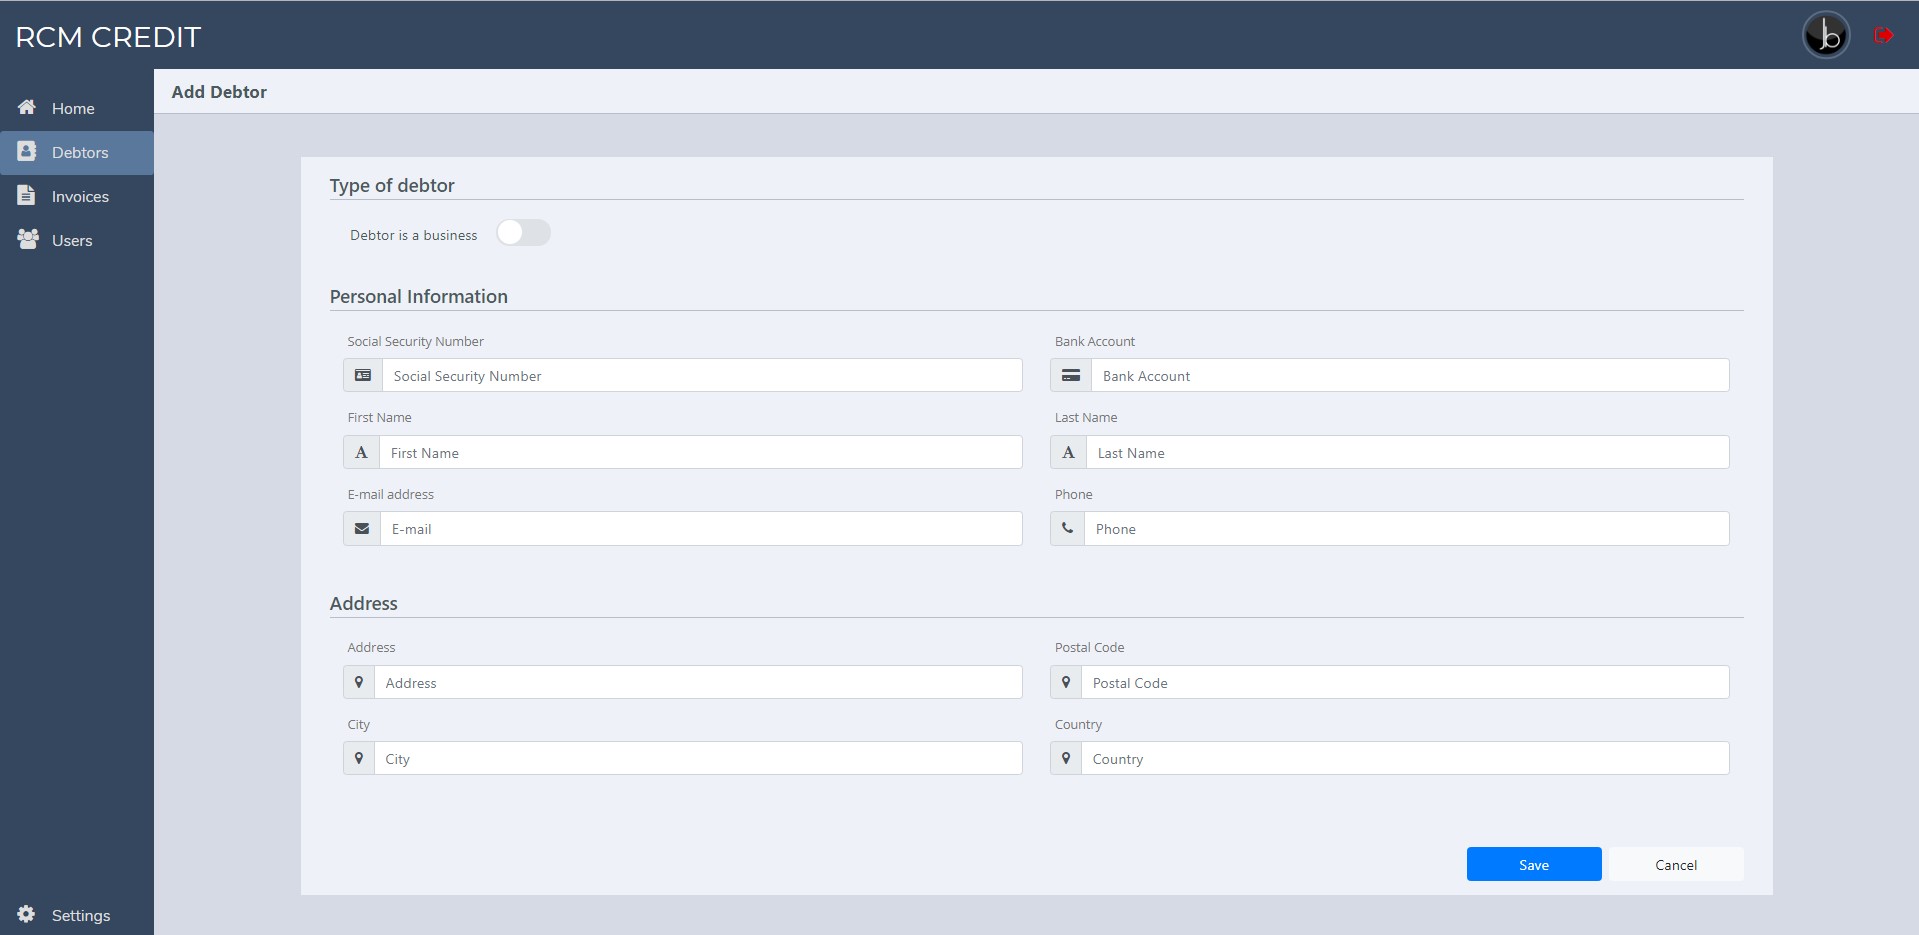 RCM CREDIT
jb
Home
Debtors
Invoices
Users
Settings
Add Debtor
Type of debtor
Debtor is a business
Personal Information
Social Security Number
Bank Account
Social Security Number
Bank Account
First Name
Last Name
A First Name
A Last Name
E-mail address
Phone
E-mail
Phone
Address
Address
Postal Code
Address
Postal Code
City
Country
City
Country
Save
Cancel